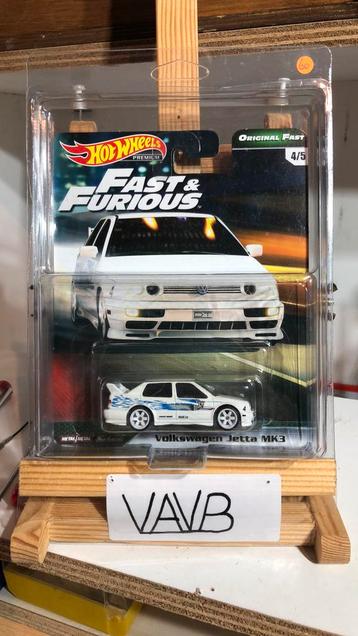 HOT WHEELS
PREMIUM
ORIGINAL FAST
4/5
FAST &
FURIOUS
Volkswagen Jetta MK3
VAVB